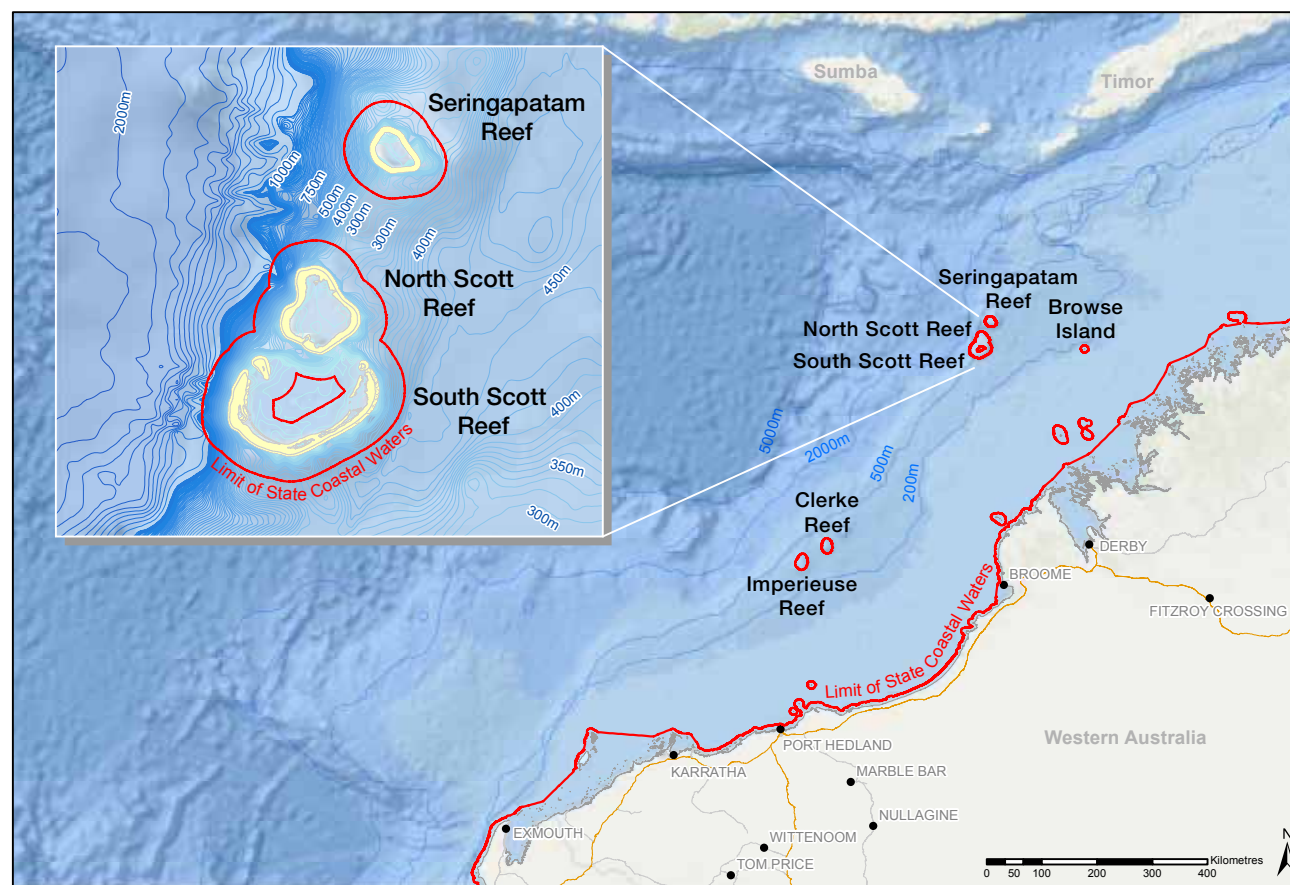 Sumba
Timor
Seringapatam
Reef
2000m
1000m
750m
500m
400m
300m
300m
400m
450m
North Scott
Reef
South Scott
Reef
400m
350m
300m
Limit of State Coastal Waters
Seringapatam
Reef
North Scott Reef
South Scott Reef
Browse
Island
5000m
2000m
500m
200m
Clerke
Reef
Imperieuse
Reef
DERBY
BROOME
FITZROY CROSSING
Limit of State Coastal Waters
PORT HEDLAND
Western Australia
KARRATHA
MARBLE BAR
NULLAGINE
EXMOUTH
WITTENOOM
TOM PRICE
N
Kilometres
0 50 100 200 300 400